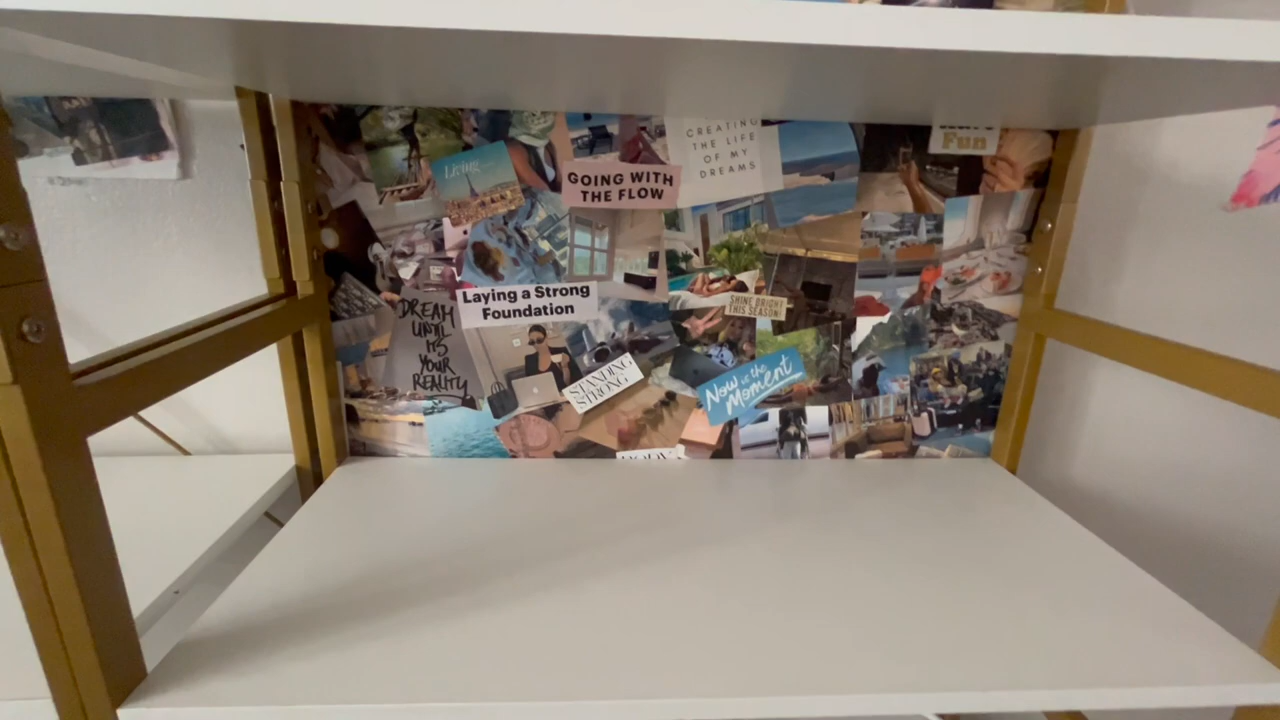 CREATING
THE LIFE
OF MY
DREAMS
Fun
Living
GOING WITH
THE FLOW
Laying a Strong
Foundation
SHINE BRIGHT
THIS SEASON!
DREAM
UNTIL
ITS
YOUR
REALITY
STANDING
STRONG
Now is the
Moment